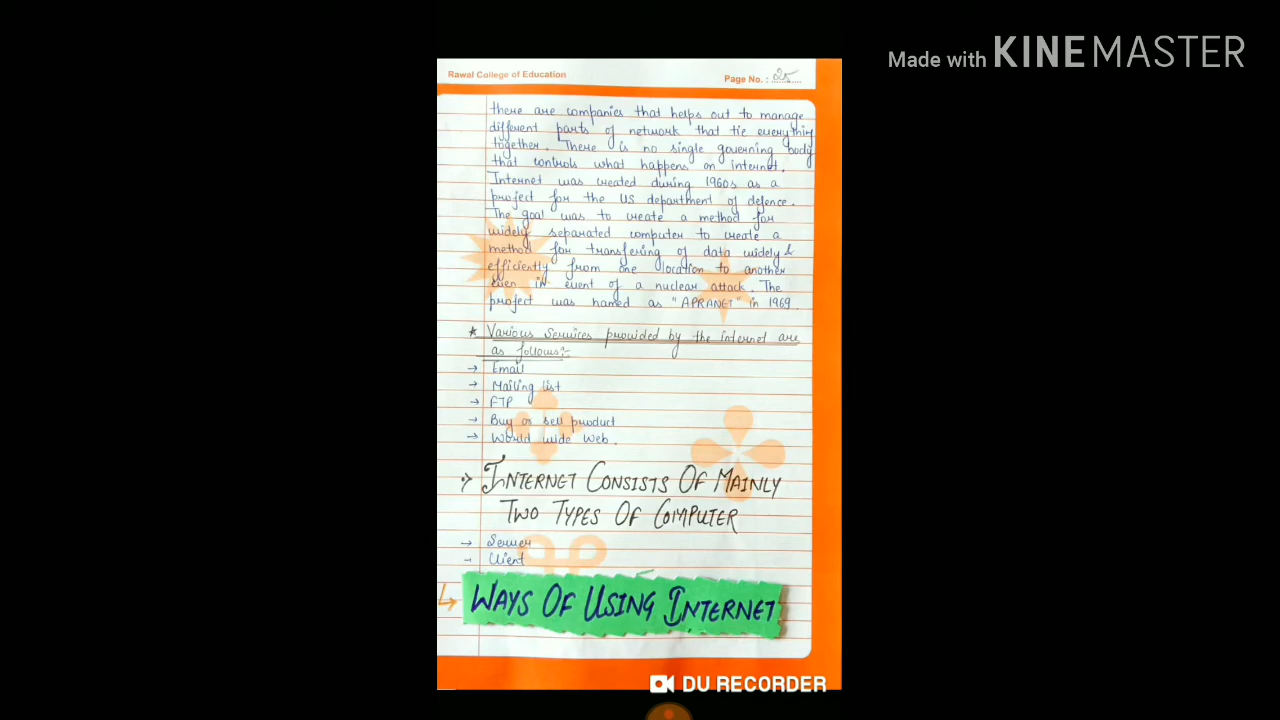 Made with KINEMASTER
Rawal College of Education
Page No. : 25
there are companies that helps out to manage
different parts of network that tie everything
together. There is no single governing body
that controls what happens on internet.
Internet was created during 1960s as a
project for the US department of defence.
The goal was to create a method for
widely separated computer to create a
method for transfering of data widely &
efficiently from one location to another
even in event of a nuclear attack. The
project was named as "APRANET" in 1969.
* Various Services provided by the internet are
as follows:-
→ Email
→ Mailing list
→ FTP
→ Buy or sell product
→ World wide Web.
INTERNET CONSISTS OF MAINLY
TWO TYPES OF COMPUTER
→ Server
→ Client
↳ WAYS OF USING INTERNET
DU RECORDER